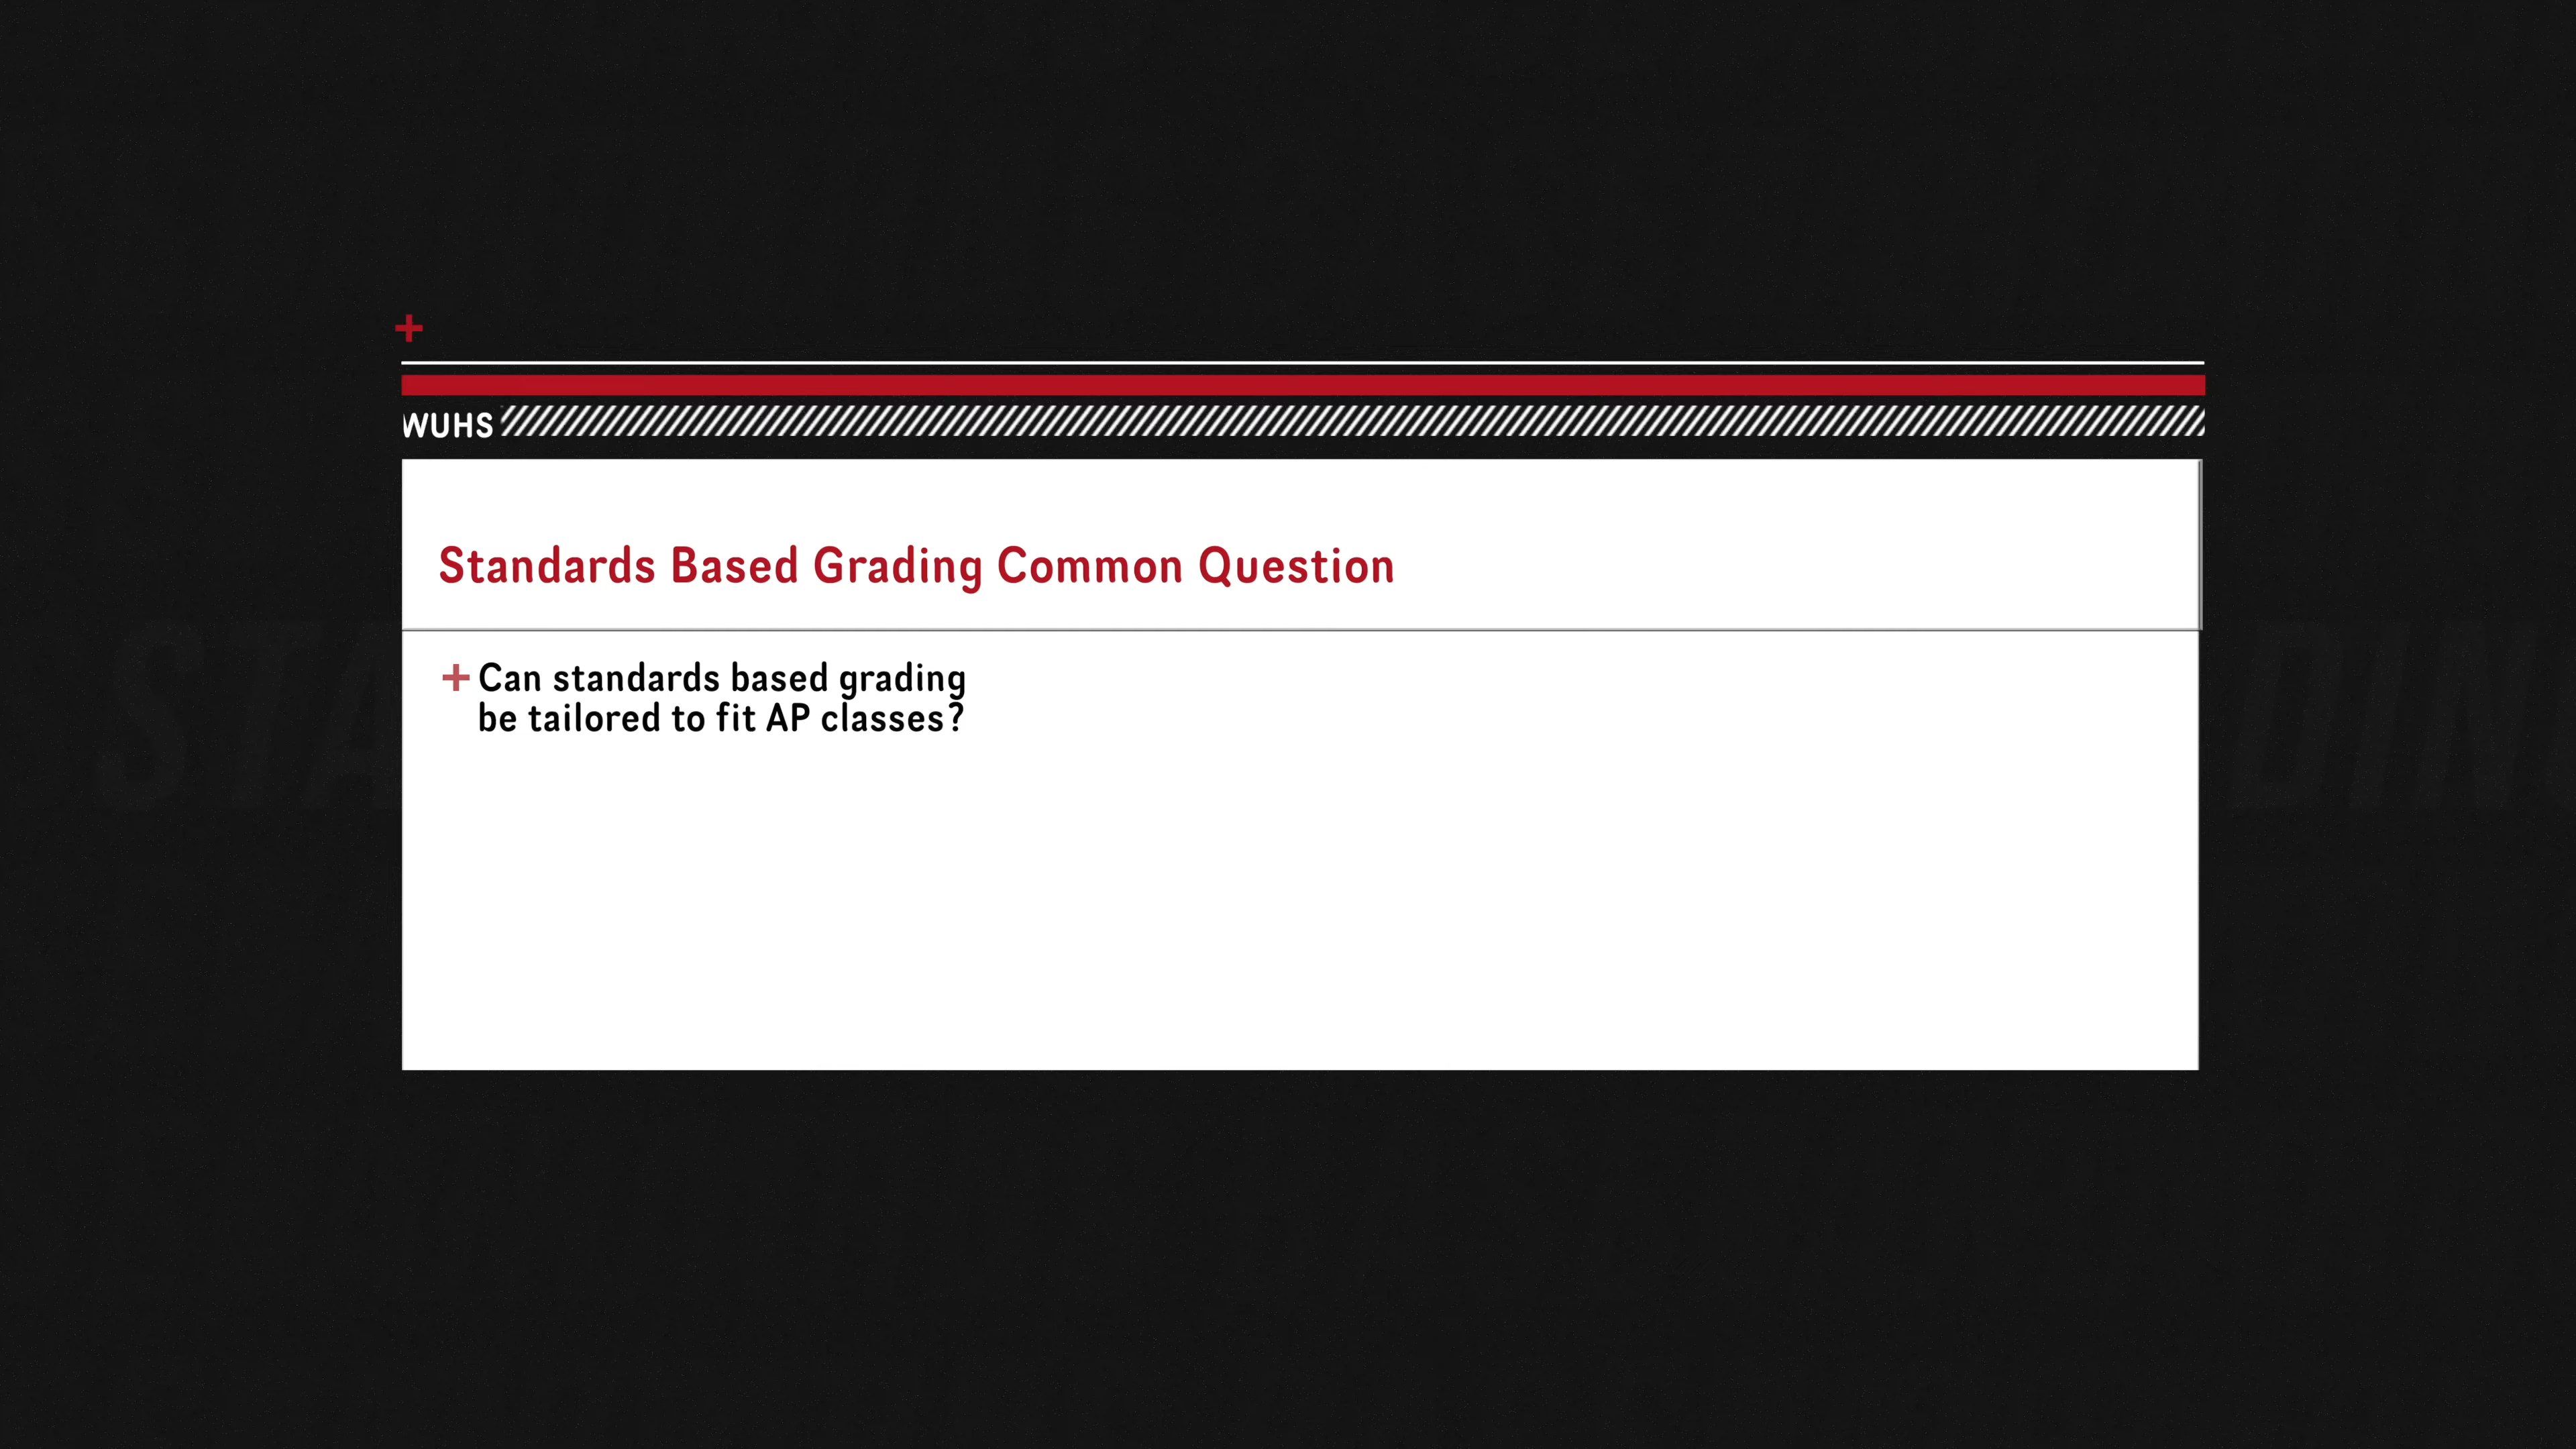 WUHS
Standards Based Grading Common Question
Can standards based grading
be tailored to fit AP classes?